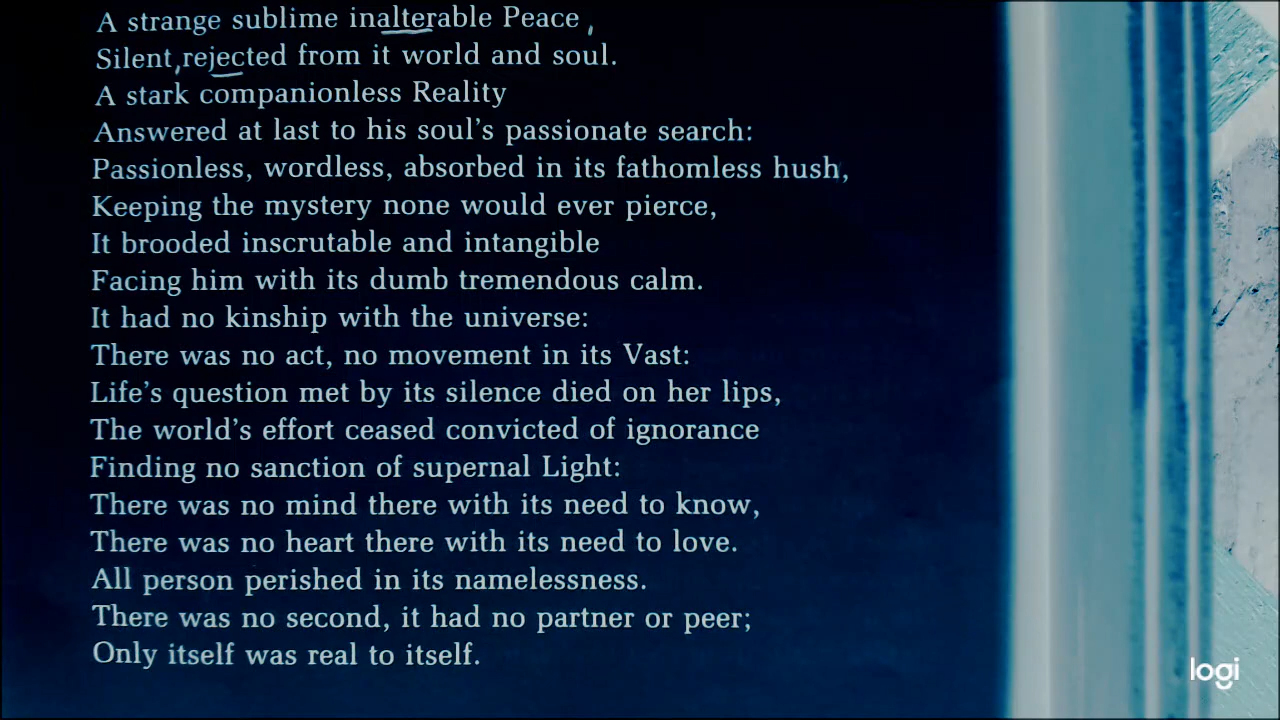 A strange sublime inalterable Peace,
Silent, rejected from it world and soul.
A stark companionless Reality
Answered at last to his soul's passionate search:
Passionless, wordless, absorbed in its fathomless hush,
Keeping the mystery none would ever pierce,
It brooded inscrutable and intangible
Facing him with its dumb tremendous calm.
It had no kinship with the universe:
There was no act, no movement in its Vast:
Life's question met by its silence died on her lips,
The world's effort ceased convicted of ignorance
Finding no sanction of supernal Light:
There was no mind there with its need to know,
There was no heart there with its need to love.
All person perished in its namelessness.
There was no second, it had no partner or peer;
Only itself was real to itself.
logi